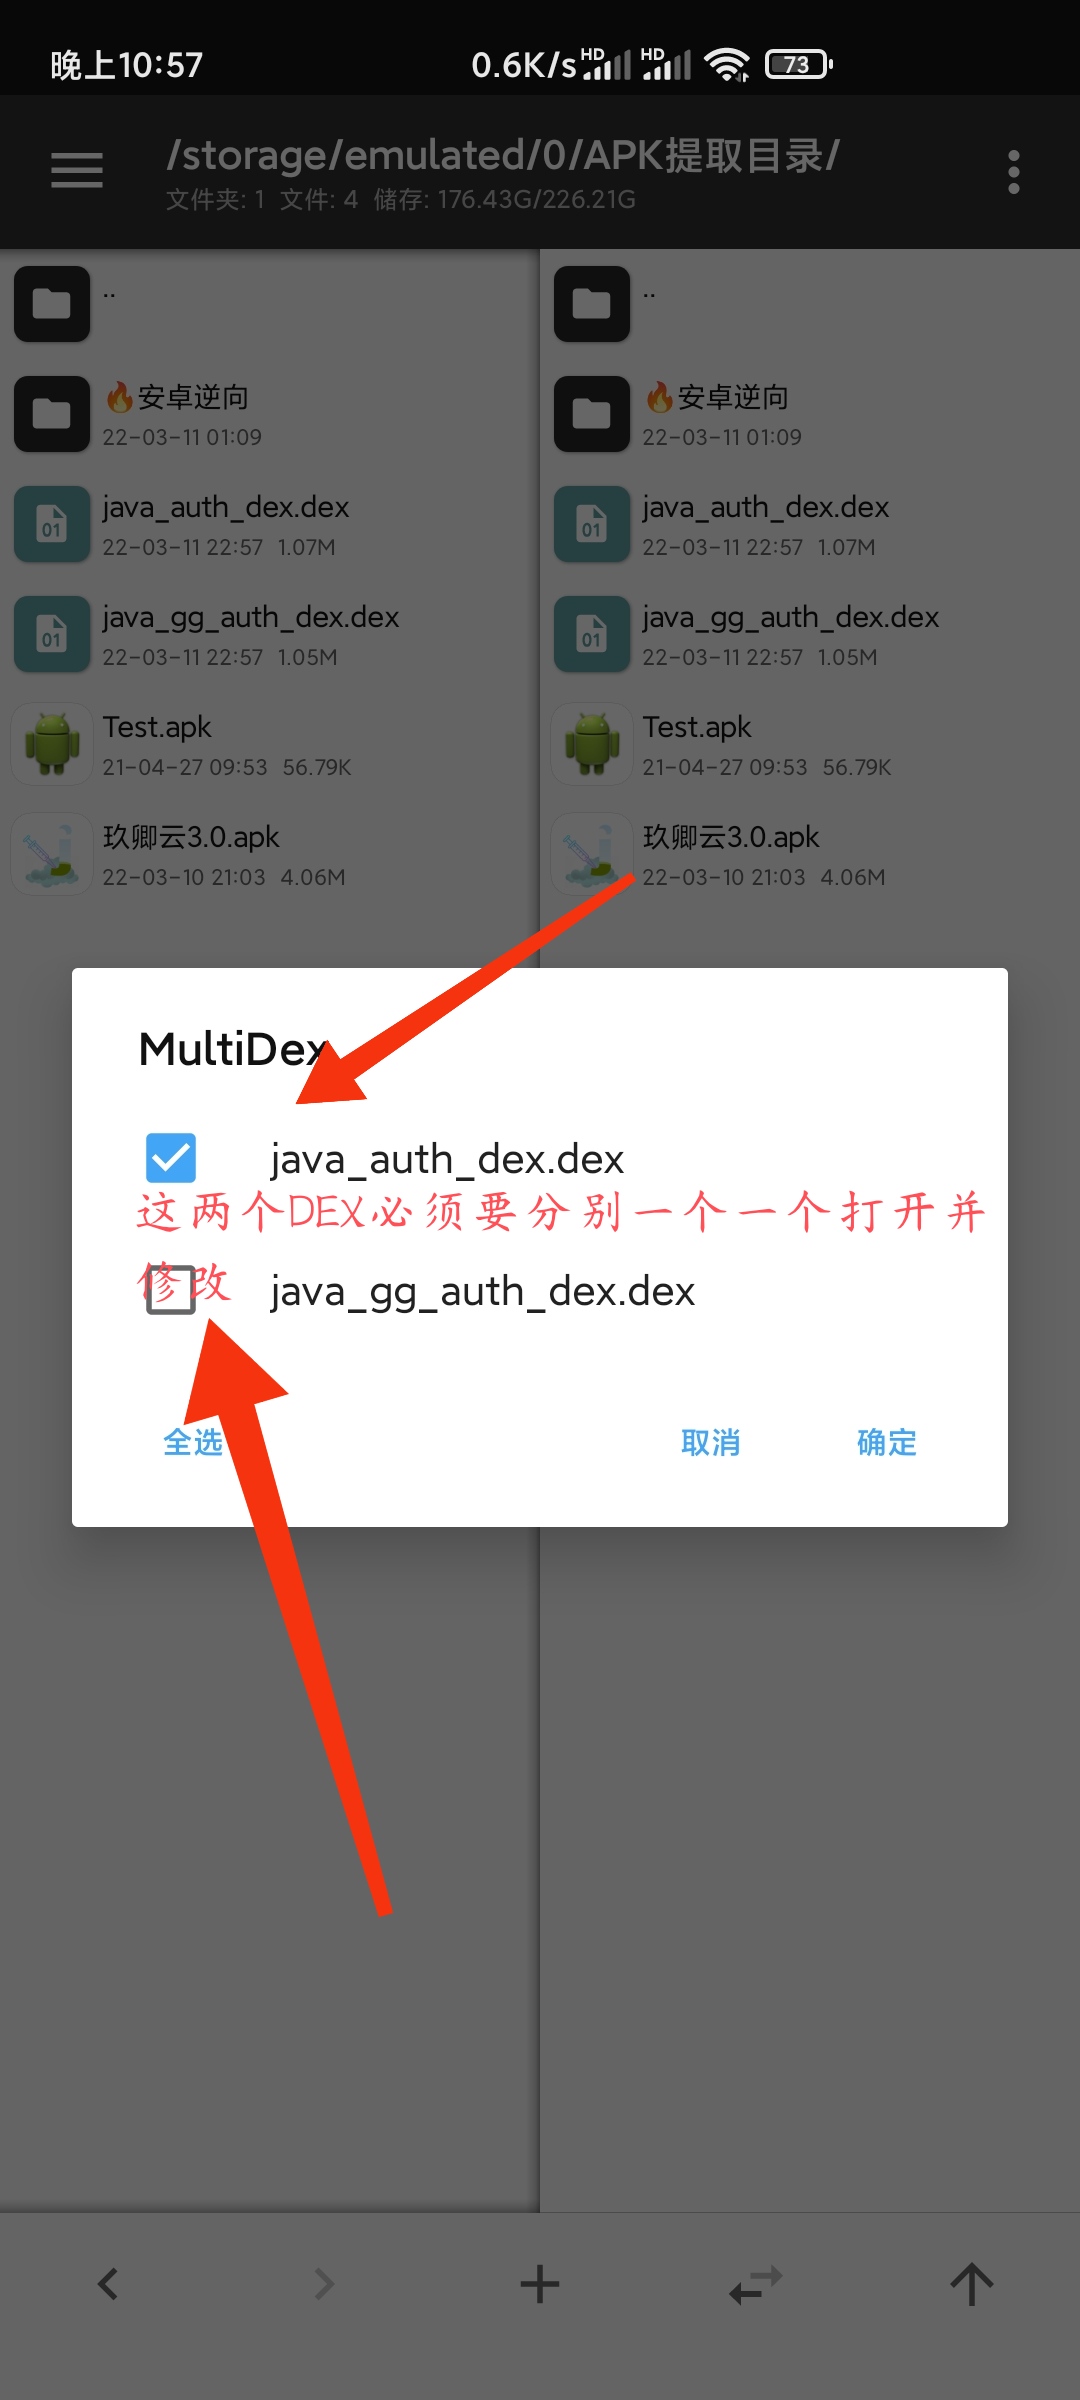 晚上10:57
0.6K/s HD HD 73
/storage/emulated/0/APK提取目录/
文件夹: 1 文件: 4 储存: 176.43G/226.21G
..
🔥安卓逆向
22-03-11 01:09
java_auth_dex.dex
22-03-11 22:57 1.07M
java_gg_auth_dex.dex
22-03-11 22:57 1.05M
Test.apk
21-04-27 09:53 56.79K
玖卿云3.0.apk
22-03-10 21:03 4.06M
..
🔥安卓逆向
22-03-11 01:09
java_auth_dex.dex
22-03-11 22:57 1.07M
java_gg_auth_dex.dex
22-03-11 22:57 1.05M
Test.apk
21-04-27 09:53 56.79K
玖卿云3.0.apk
22-03-10 21:03 4.06M
MultiDex
java_auth_dex.dex
这两个DEX必须要分别一个一个打开并
修改
java_gg_auth_dex.dex
全选 取消 确定